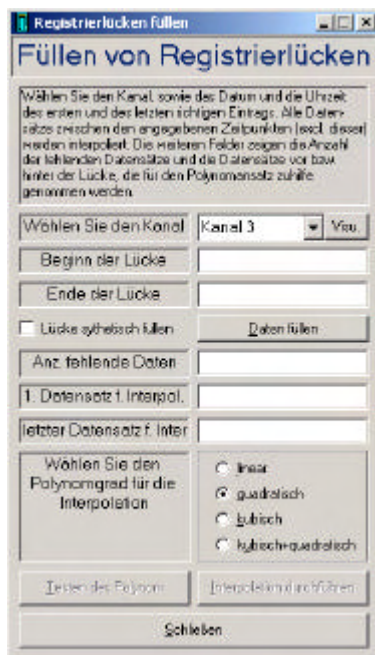 Registrierlücken füllen
Füllen von Registrierlücken
Wählen Sie den Kanal, sowie das Datum und die Uhrzeit
des ersten und des letzten richtigen Eintrags. Alle Daten-
sätze zwischen den angegebenen Zeitpunkten (excl. dieser)
werden interpoliert. Die weiteren Felder zeigen die Anzahl
der fehlenden Datensätze und die Datensätze vor bzw.
hinter der Lücke, die für den Polynomansatz zuhilfe
genommen werden.
Wählen Sie den Kanal Kanal 3 Visu.
Beginn der Lücke
Ende der Lücke
Lücke sythetisch füllen Daten füllen
Anz. fehlende Daten
1. Datensatz f. Interpol.
letzter Datensatz f. Inter
Wählen Sie den
Polynomgrad für die
Interpolation
linear
quadratisch
kubisch
kubisch+quadratisch
Testen des Polynom Interpolation durchführen
Schließen